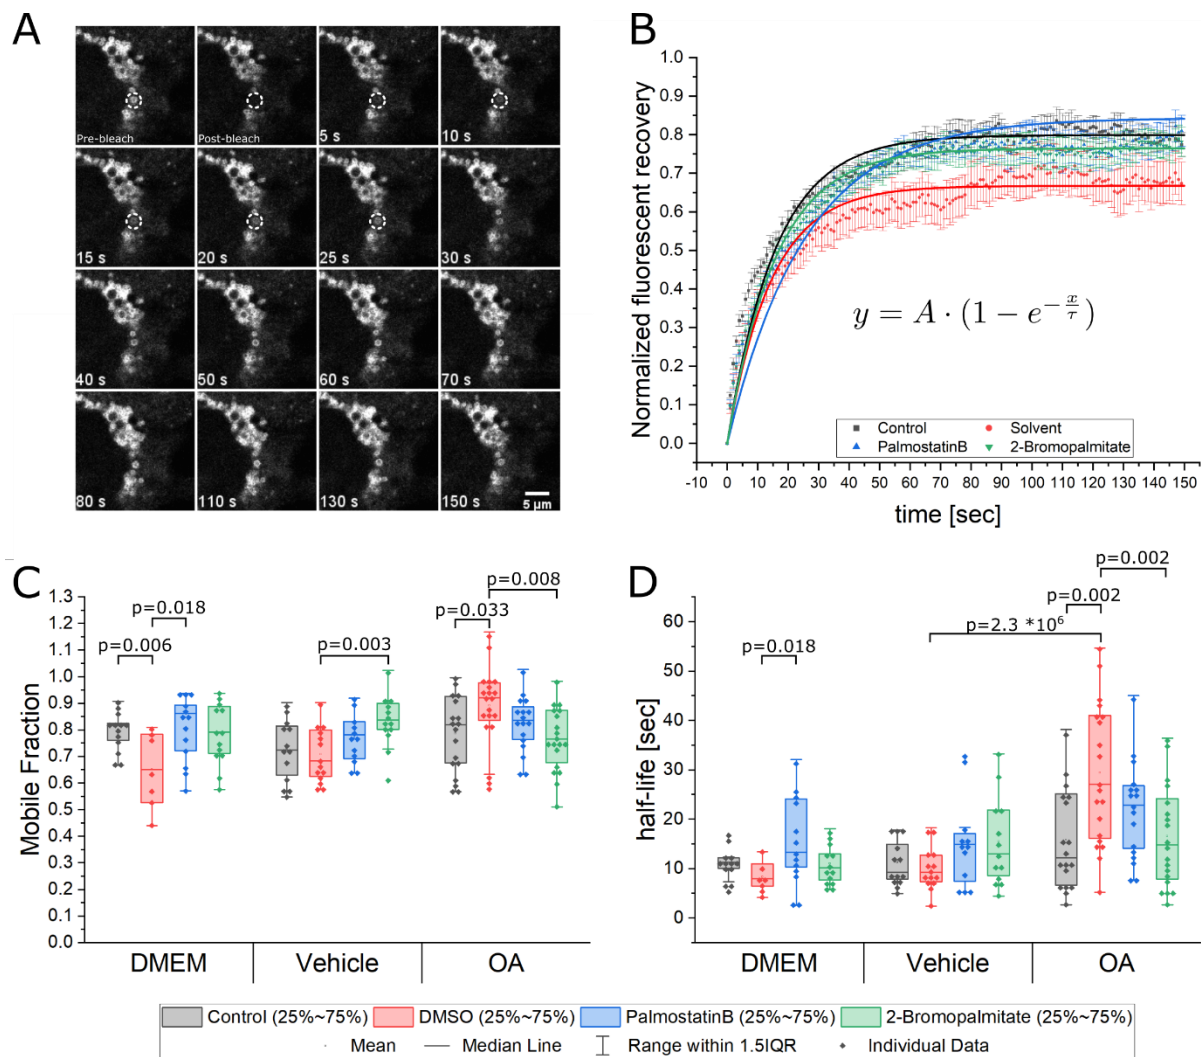 A
Pre-bleach
Post-bleach
5 s
10 s
15 s
20 s
25 s
30 s
40 s
50 s
60 s
70 s
80 s
110 s
130 s
150 s
5 µm
B
Normalized fluorescent recovery
1.0
0.9
0.8
0.7
0.6
0.5
0.4
0.3
0.2
0.1
0.0
y = A · (1 − e^{−x/τ})
Control
Solvent
PalmostatinB
2-Bromopalmitate
-10 0 10 20 30 40 50 60 70 80 90 100 110 120 130 140 150
time [sec]
C
Mobile Fraction
1.3
1.2
1.1
1.0
0.9
0.8
0.7
0.6
0.5
0.4
0.3
0.2
0.1
0.0
p=0.006
p=0.018
p=0.003
p=0.033
p=0.008
DMEM Vehicle OA
D
half-life [sec]
60
50
40
30
20
10
0
p=0.018
p=2.3 *10⁶
p=0.002
p=0.002
DMEM Vehicle OA
Control (25%~75%) DMSO (25%~75%) PalmostatinB (25%~75%) 2-Bromopalmitate (25%~75%)
Mean Median Line Range within 1.5IQR Individual Data